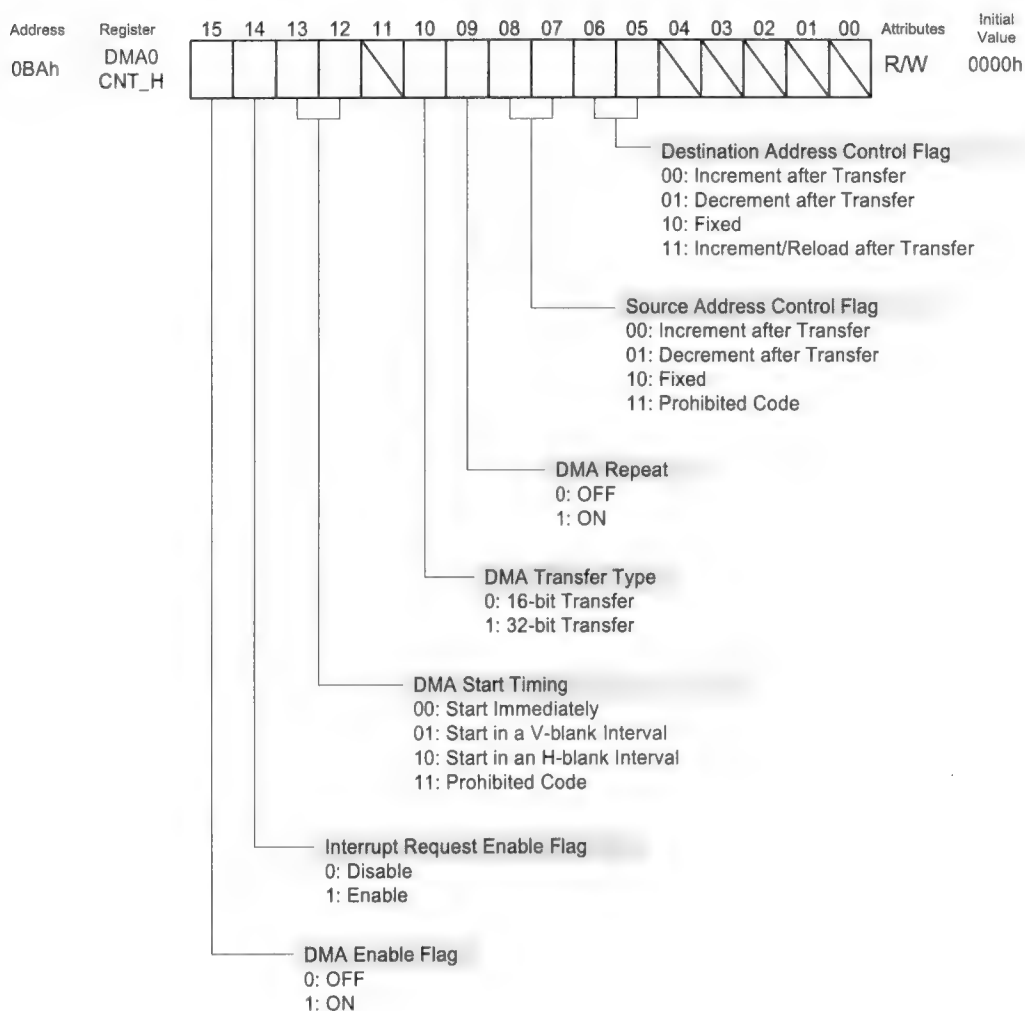 Address Register 15 14 13 12 11 10 09 08 07 06 05 04 03 02 01 00 Attributes Initial Value
0BAh DMA0 CNT_H R/W 0000h
Destination Address Control Flag
00: Increment after Transfer
01: Decrement after Transfer
10: Fixed
11: Increment/Reload after Transfer
Source Address Control Flag
00: Increment after Transfer
01: Decrement after Transfer
10: Fixed
11: Prohibited Code
DMA Repeat
0: OFF
1: ON
DMA Transfer Type
0: 16-bit Transfer
1: 32-bit Transfer
DMA Start Timing
00: Start Immediately
01: Start in a V-blank Interval
10: Start in an H-blank Interval
11: Prohibited Code
Interrupt Request Enable Flag
0: Disable
1: Enable
DMA Enable Flag
0: OFF
1: ON